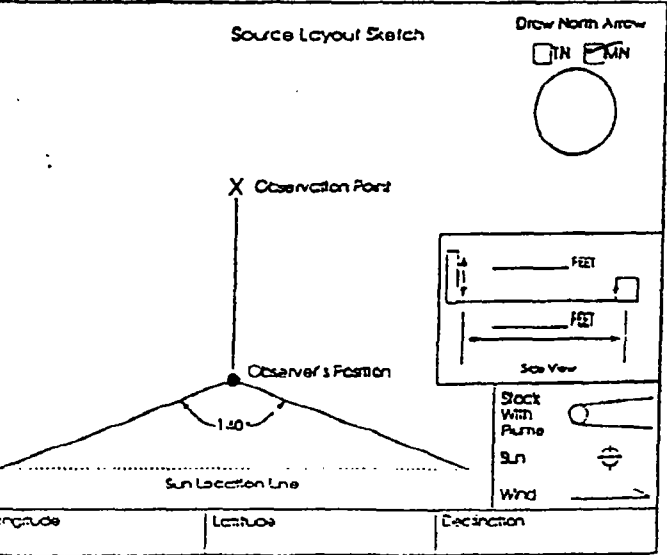 Source Layout Sketch
Draw North Arrow
TN MN
X Observation Point
FEET
FEET
Side View
Observer's Position
140
Sun Location Line
Stack
With
Plume
Sun
Wind
Latitude
Declination